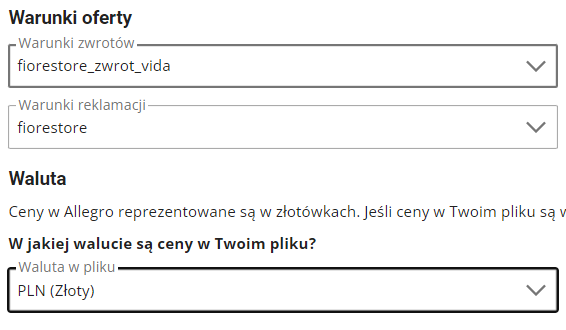 Warunki oferty
Warunki zwrotów
fiorestore_zwrot_vida
Warunki reklamacji
fiorestore
Waluta
Ceny w Allegro reprezentowane są w złotówkach. Jeśli ceny w Twoim pliku są w
W jakiej walucie są ceny w Twoim pliku?
Waluta w pliku
PLN (Złoty)